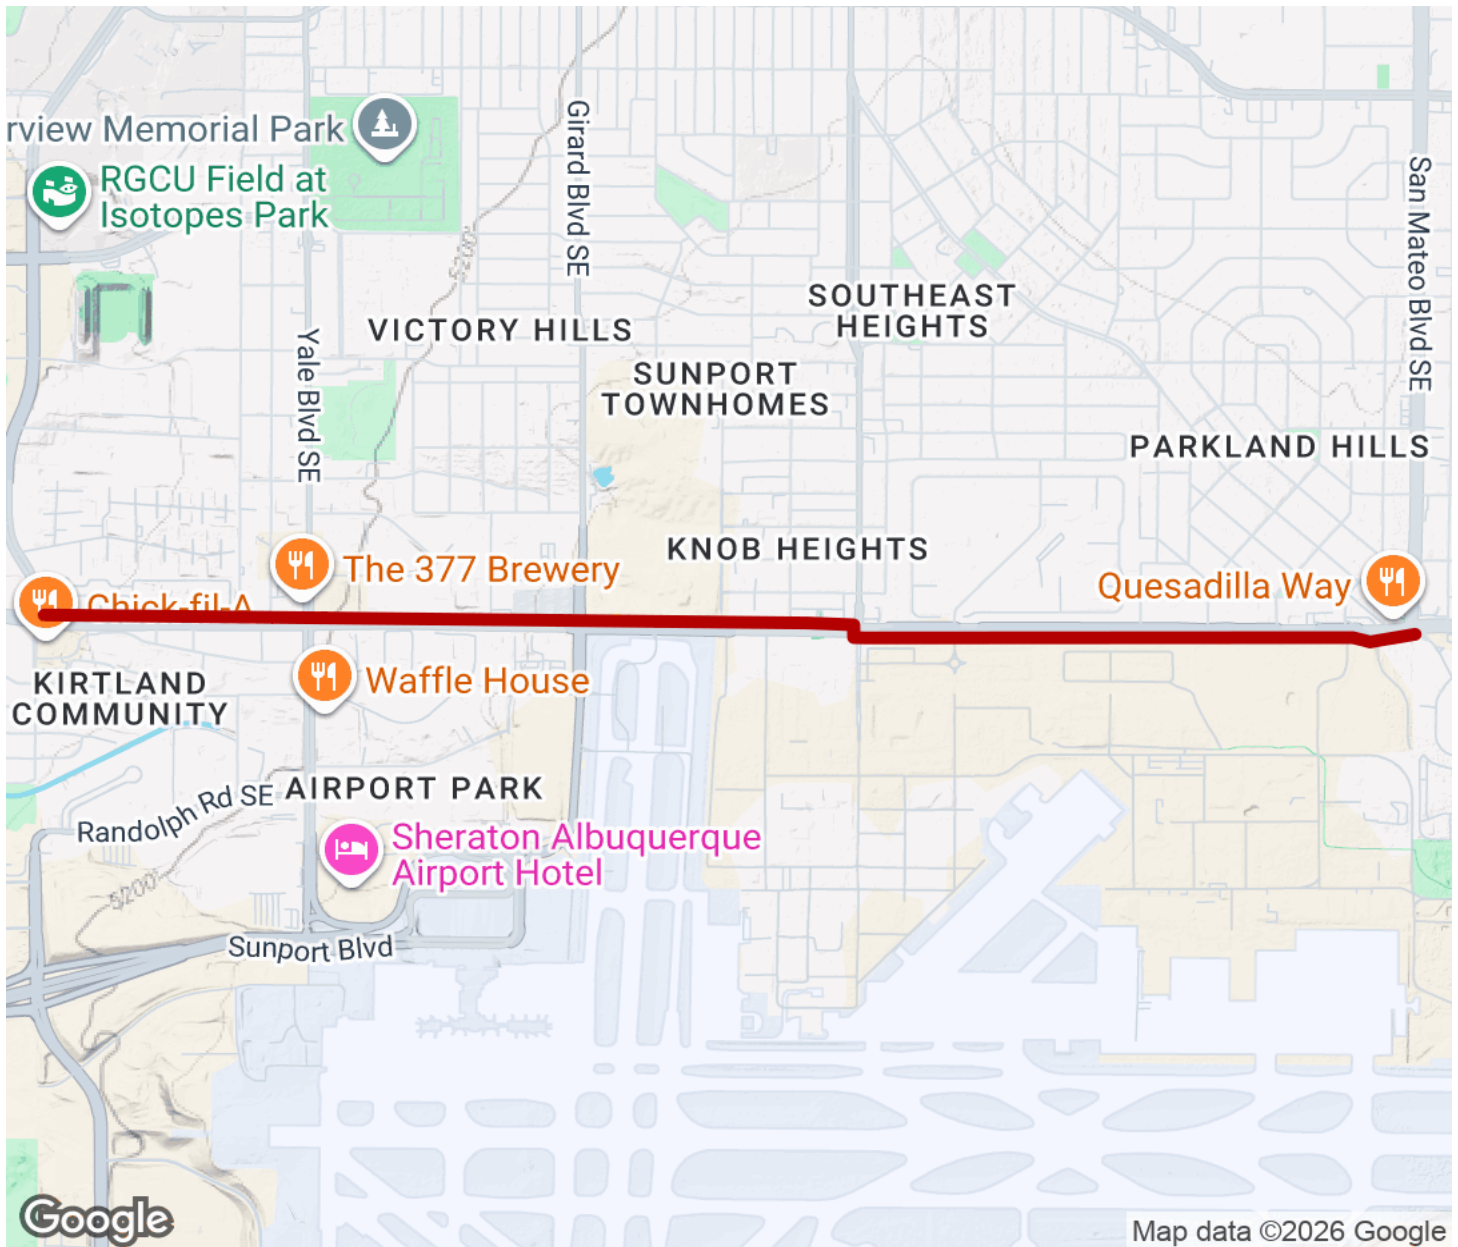 rview Memorial Park
RGCU Field at
Isotopes Park
Girard Blvd SE
San Mateo Blvd SE
5200
SOUTHEAST
HEIGHTS
VICTORY HILLS
Yale Blvd SE
SUNPORT
TOWNHOMES
PARKLAND HILLS
KNOB HEIGHTS
The 377 Brewery
Quesadilla Way
Chick-fil-A
KIRTLAND
COMMUNITY
Waffle House
Randolph Rd SE
AIRPORT PARK
Sheraton Albuquerque
Airport Hotel
5200
Sunport Blvd
Google
Map data ©2026 Google